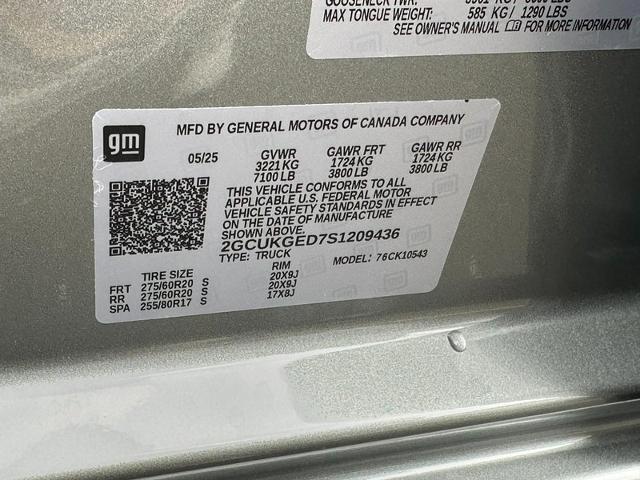 MAX TONGUE WEIGHT: 585 KG / 1290 LBS
SEE OWNER'S MANUAL FOR MORE INFORMATION
gm
MFD BY GENERAL MOTORS OF CANADA COMPANY
05/25 GVWR GAWR FRT GAWR RR
3221 KG 1724 KG 1724 KG
7100 LB 3800 LB 3800 LB
THIS VEHICLE CONFORMS TO ALL
APPLICABLE U.S. FEDERAL MOTOR
VEHICLE SAFETY STANDARDS IN EFFECT
ON THE DATE OF MANUFACTURE
SHOWN ABOVE.
2GCUKGED7S1209436
TYPE: TRUCK MODEL: 76CK10543
TIRE SIZE RIM
FRT 275/60R20 S 20X9J
RR 275/60R20 S 20X9J
SPA 255/80R17 S 17X8J